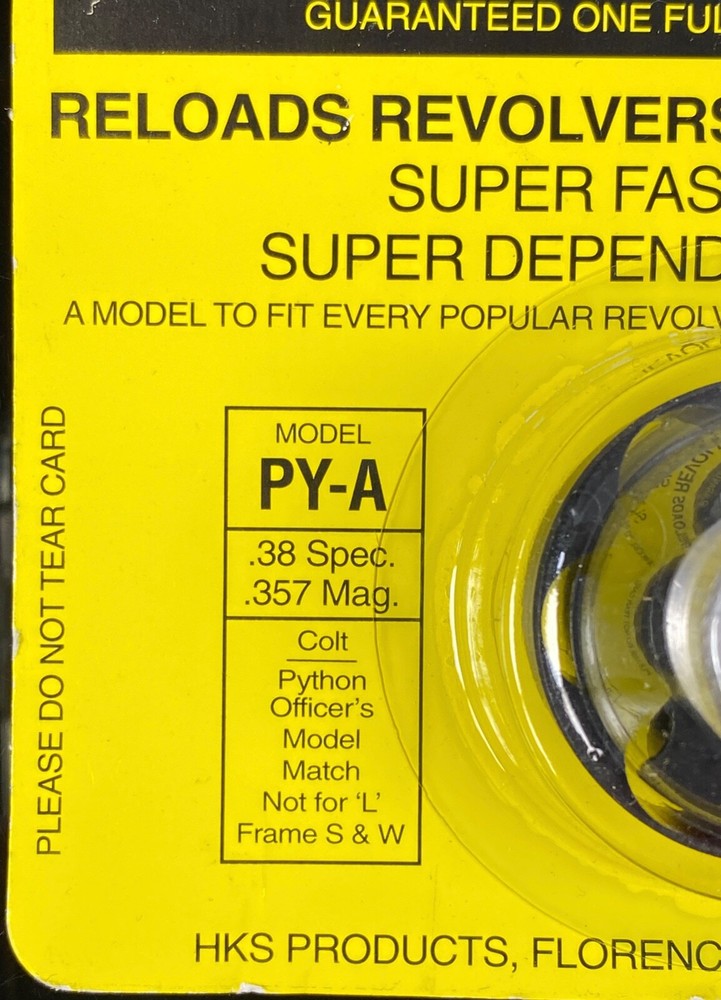 GUARANTEED ONE FUL
RELOADS REVOLVERS
SUPER FAS
SUPER DEPEND
A MODEL TO FIT EVERY POPULAR REVOLV
PLEASE DO NOT TEAR CARD
MODEL
PY-A
.38 Spec.
.357 Mag.
Colt
Python
Officer's
Model
Match
Not for ‘L’
Frame S & W
HKS PRODUCTS, FLORENC